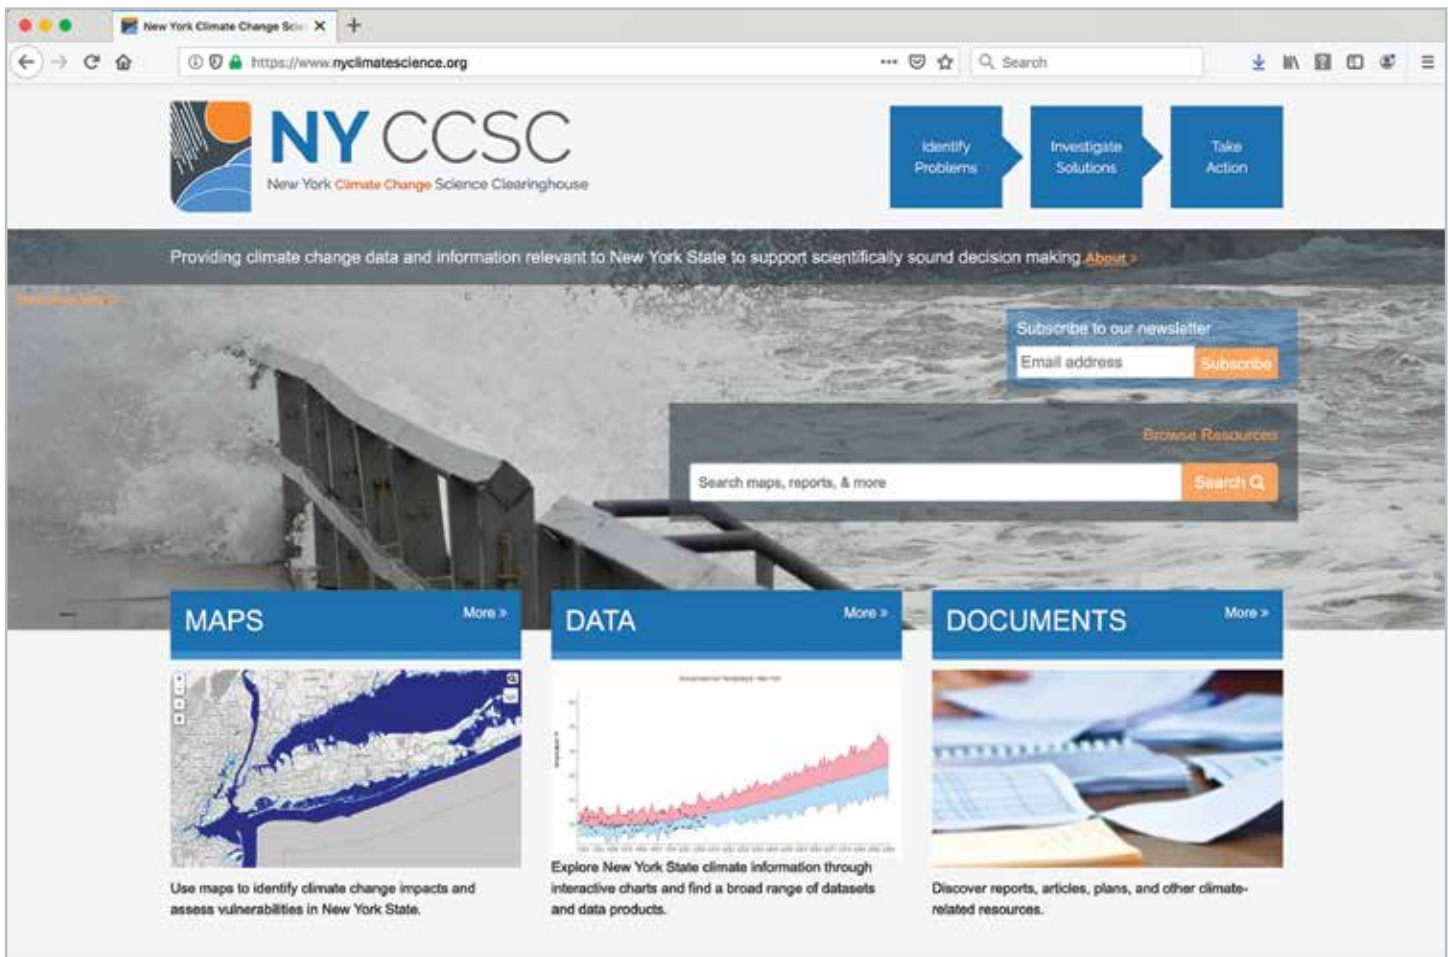 New York Climate Change Scie
https://www.nyclimatescience.org
Search
NY CCSC
New York Climate Change Science Clearinghouse
Identify
Problems
Investigate
Solutions
Take
Action
Providing climate change data and information relevant to New York State to support scientifically sound decision making. About »
Subscribe to our newsletter
Email address
Subscribe
Browse Resources
Search maps, reports, & more
Search
MAPS
More »
DATA
More »
DOCUMENTS
More »
Use maps to identify climate change impacts and
assess vulnerabilities in New York State.
Explore New York State climate information through
interactive charts and find a broad range of datasets
and data products.
Discover reports, articles, plans, and other climate-
related resources.